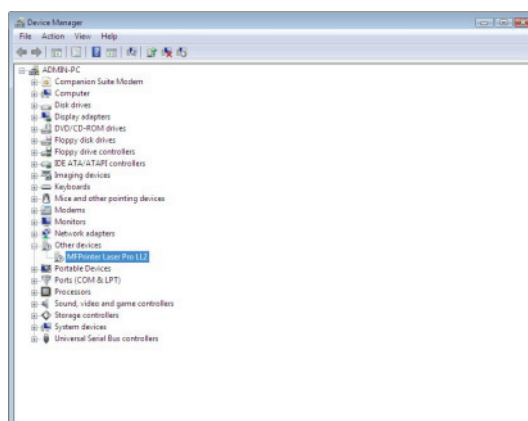 Device Manager
File Action View Help
ADMIN-PC
Companion Suite Modem
Computer
Disk drives
Display adapters
DVD/CD-ROM drives
Floppy disk drives
Floppy drive controllers
IDE ATA/ATAPI controllers
Imaging devices
Keyboards
Mice and other pointing devices
Modems
Monitors
Network adapters
Other devices
MFPrinter Laser Pro LL2
Portable Devices
Ports (COM & LPT)
Processors
Sound, video and game controllers
Storage controllers
System devices
Universal Serial Bus controllers